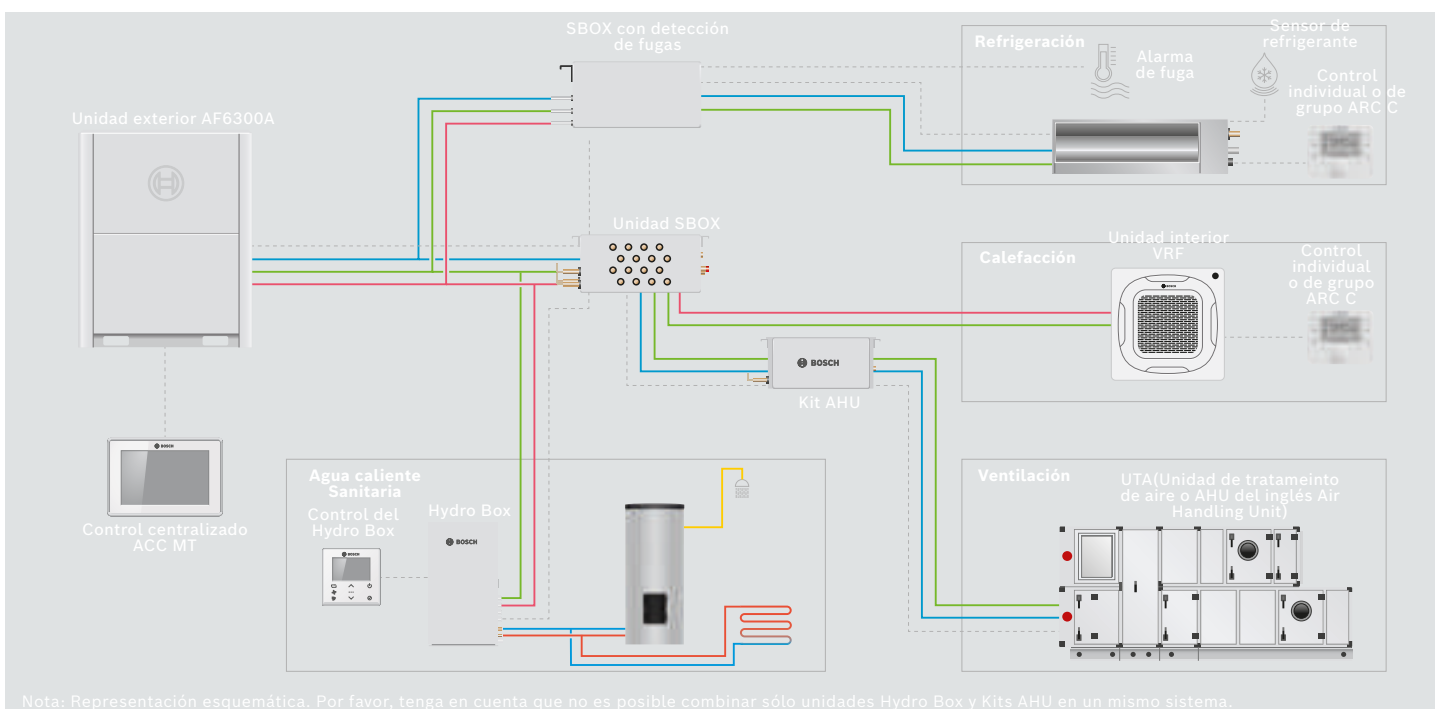 SBOX con detección
de fugas
Refrigeración
Sensor de
refrigerante
Alarma
de fuga
Control
individual o de
grupo ARC C
Unidad exterior AF6300A
Unidad SBOX
Calefacción
Unidad interior
VRF
BOSCH
Control
individual
o de grupo
ARC C
BOSCH
Kit AHU
BOSCH
Control centralizado
ACC MT
Agua caliente
Sanitaria
Control del
Hydro Box
BOSCH
Hydro Box
BOSCH
Ventilación
UTA(Unidad de tratameinto
de aire o AHU del inglés Air
Handling Unit)
Nota: Representación esquemática. Por favor, tenga en cuenta que no es posible combinar sólo unidades Hydro Box y Kits AHU en un mismo sistema.